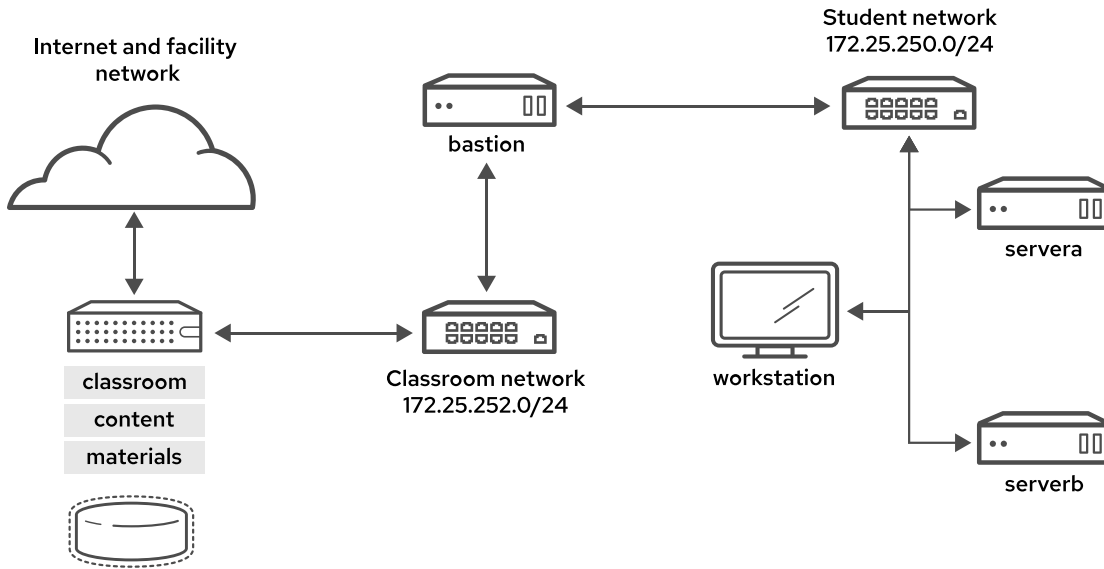 Internet and facility
network
classroom
content
materials
bastion
Classroom network
172.25.252.0/24
Student network
172.25.250.0/24
servera
workstation
serverb